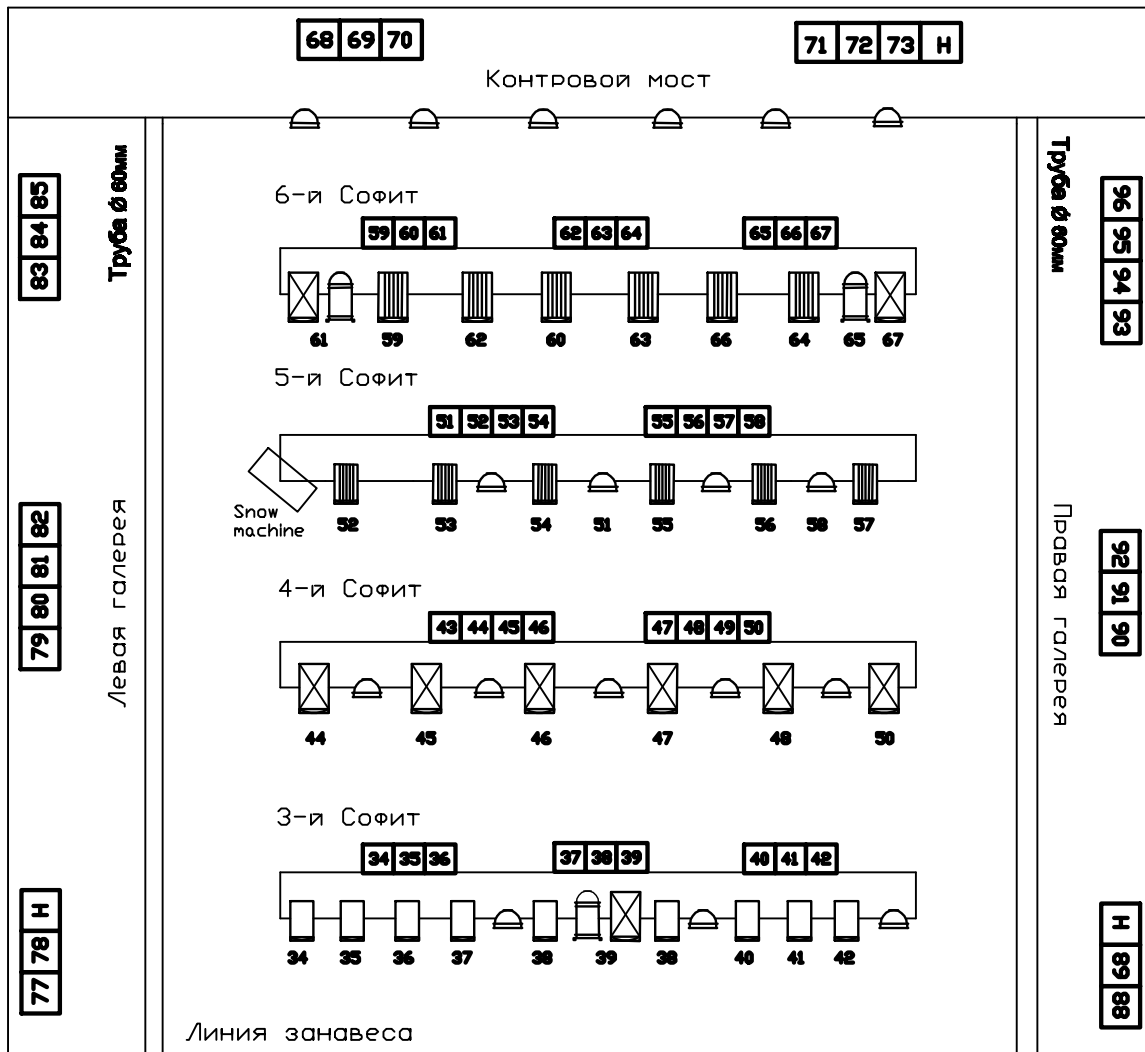 68 69 70
71 72 73 Н
Контровой мост
Труба Ø 60мм
Труба Ø 60мм
85 84 83
96 95 94 93
6-й Софит
59 60 61
62 63 64
65 66 67
61 59 62 60 63 66 64 65 67
5-й Софит
51 52 53 54
55 56 57 58
Snow
machine
52 53 54 51 55 56 58 57
Левая галерея
82 81 80 79
Правая галерея
92 91 90
4-й Софит
43 44 45 46
47 48 49 50
44 45 46 47 48 50
3-й Софит
34 35 36
37 38 39
40 41 42
34 35 36 37 38 39 38 40 41 42
Н 78 77
Н 89 88
Линия занавеса